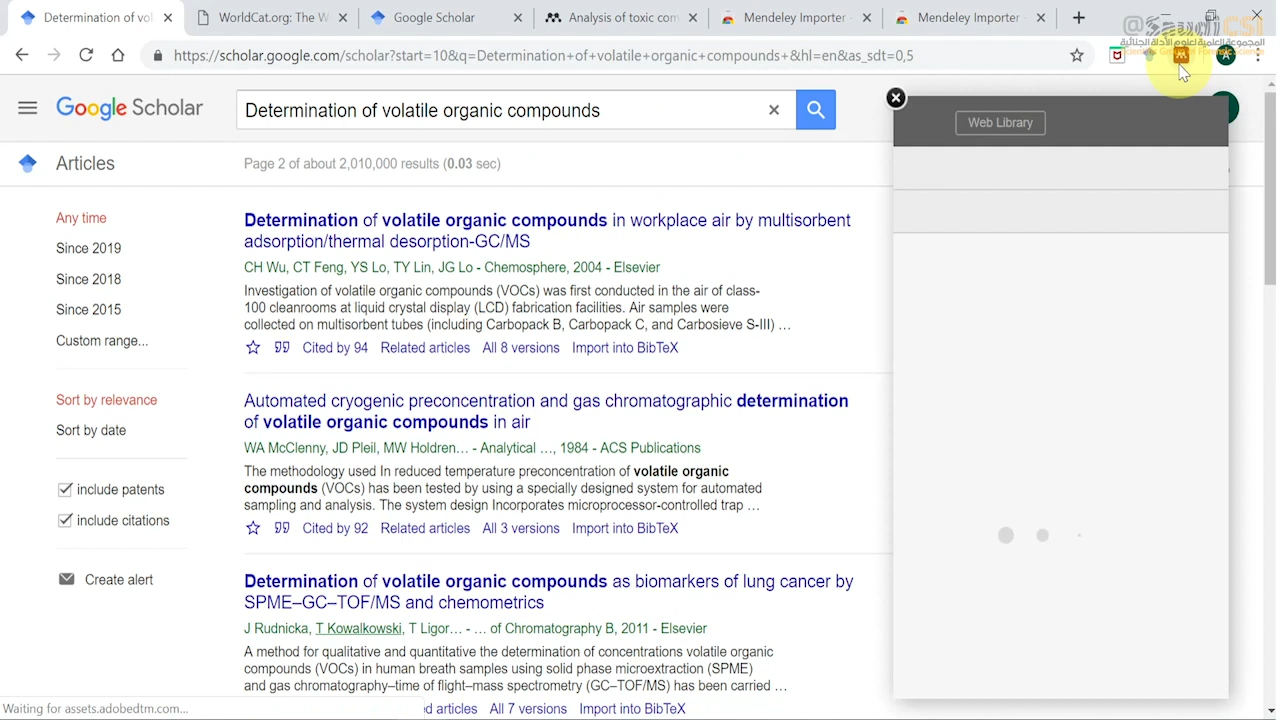 Determination of vol
WorldCat.org: The W
Google Scholar
Analysis of toxic com
Mendeley Importer -
Mendeley Importer -
@SaudiCSI
المجموعة العلمية لعلوم الأدلة الجنائية
https://scholar.google.com/scholar?start=10&q=determination+of+volatile+organic+compounds+&hl=en&as_sdt=0,5
Google Scholar
Determination of volatile organic compounds
Web Library
Articles
Page 2 of about 2,010,000 results (0.03 sec)
Any time
Since 2019
Since 2018
Since 2015
Custom range...
Sort by relevance
Sort by date
include patents
include citations
Create alert
Determination of volatile organic compounds in workplace air by multisorbent
adsorption/thermal desorption-GC/MS
CH Wu, CT Feng, YS Lo, TY Lin, JG Lo - Chemosphere, 2004 - Elsevier
Investigation of volatile organic compounds (VOCs) was first conducted in the air of class-
100 cleanrooms at liquid crystal display (LCD) fabrication facilities. Air samples were
collected on multisorbent tubes (including Carbopack B, Carbopack C, and Carbosieve S-III) ...
Cited by 94 Related articles All 8 versions Import into BibTeX
Automated cryogenic preconcentration and gas chromatographic determination
of volatile organic compounds in air
WA McClenny, JD Pleil, MW Holdren… - Analytical …, 1984 - ACS Publications
The methodology used In reduced temperature preconcentration of volatile organic
compounds (VOCs) has been tested by using a specially designed system for automated
sampling and analysis. The system design Incorporates microprocessor-controlled trap ...
Cited by 92 Related articles All 3 versions Import into BibTeX
Determination of volatile organic compounds as biomarkers of lung cancer by
SPME–GC–TOF/MS and chemometrics
J Rudnicka, T Kowalkowski, T Ligor… - … of Chromatography B, 2011 - Elsevier
A method for qualitative and quantitative the determination of concentrations volatile organic
compounds (VOCs) in human breath samples using solid phase microextraction (SPME)
and gas chromatography–time of flight–mass spectrometry (GC–TOF/MS) has been carried ...
d articles All 7 versions Import into BibTeX
Waiting for assets.adobedtm.com...